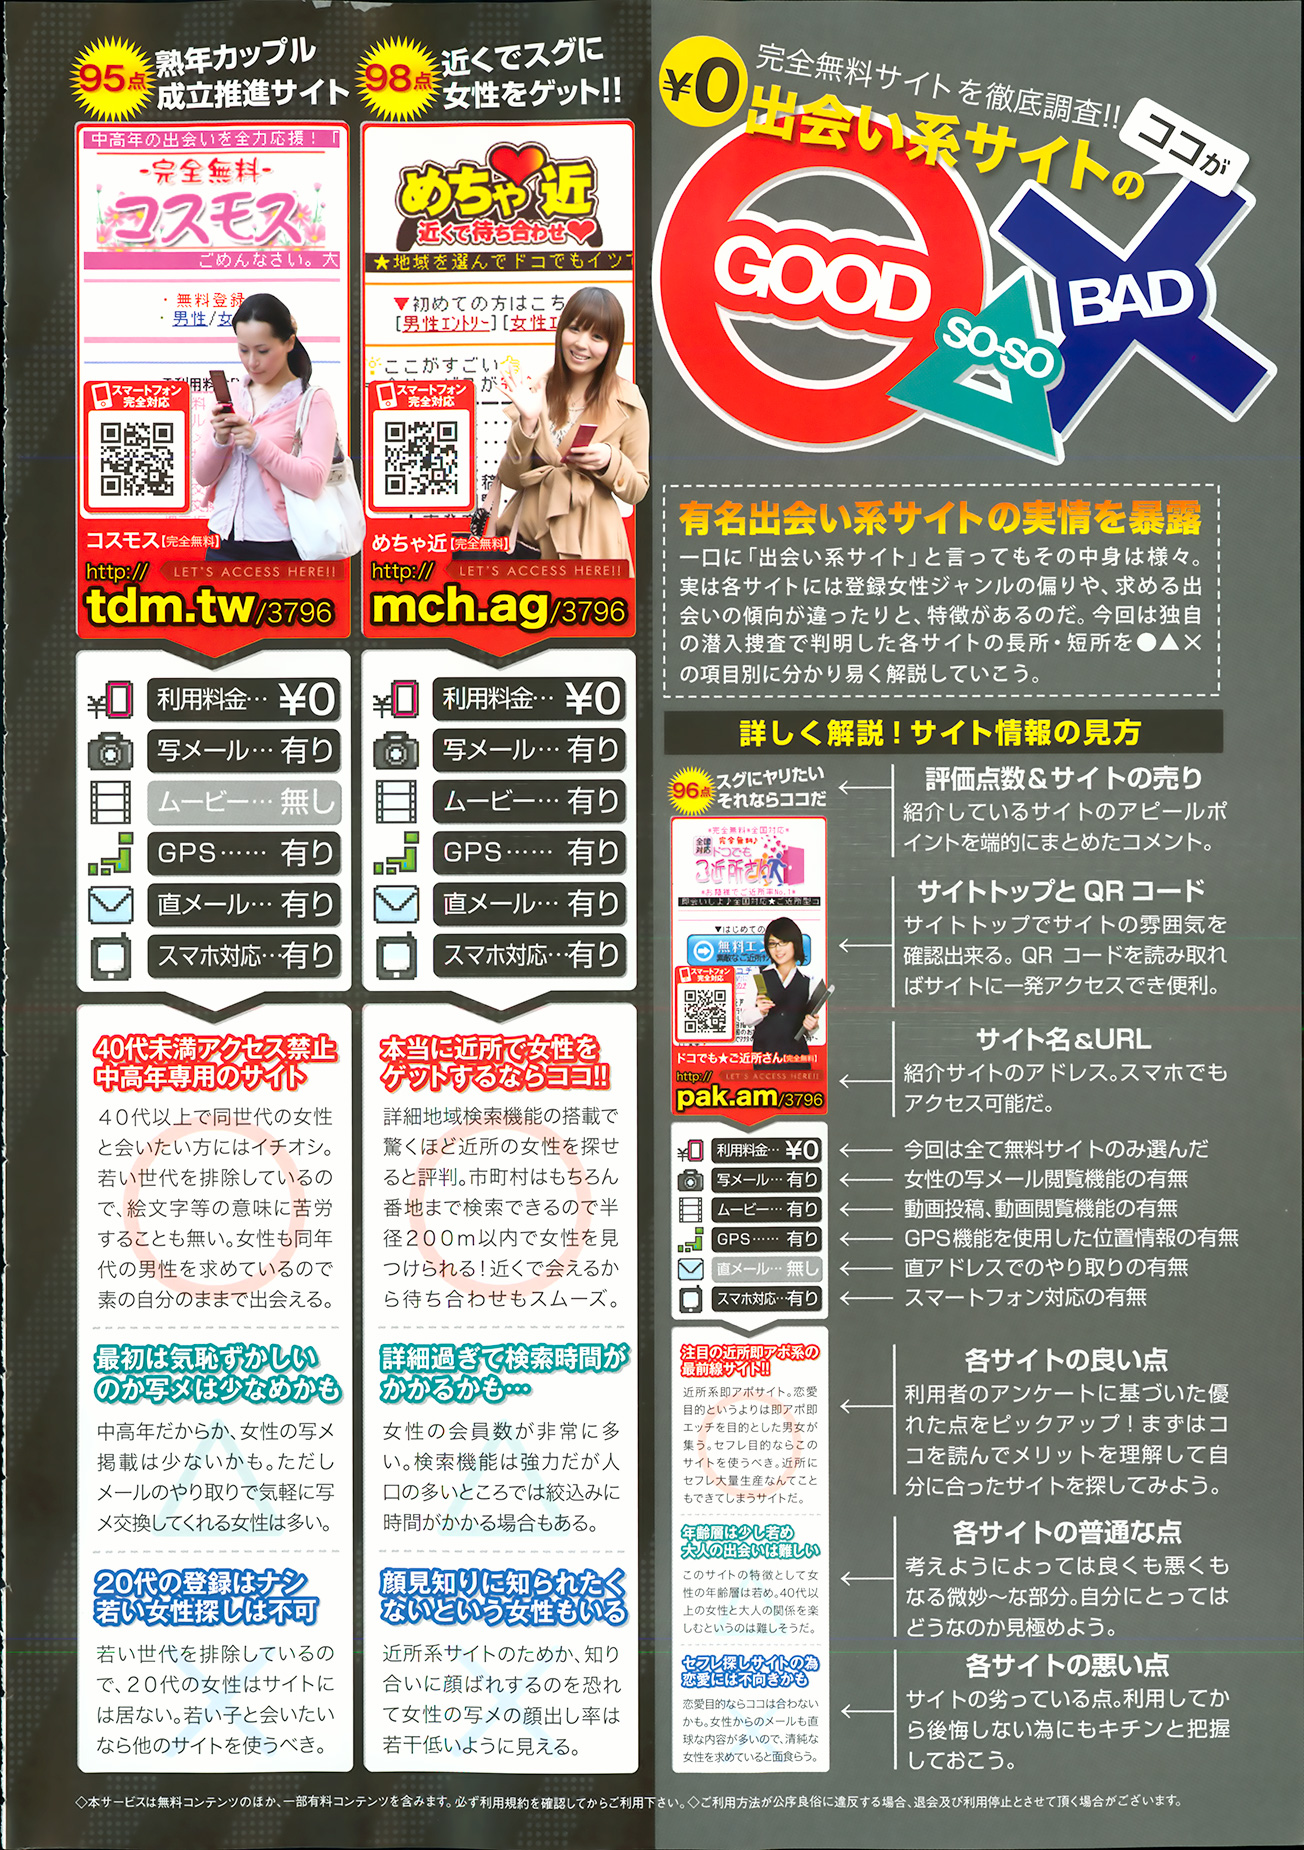 ¥0
完全無料サイトを徹底調査!!
出会い系サイトの
ココが
GOOD
SO-SO
BAD
有名出会い系サイトの実情を暴露
一口に「出会い系サイト」と言ってもその中身は様々。
実は各サイトには登録女性ジャンルの偏りや、求める出
会いの傾向が違ったりと、特徴があるのだ。今回は独自
の潜入捜査で判明した各サイトの長所・短所を●▲×
の項目別に分かり易く解説していこう。
詳しく解説！サイト情報の見方
96点
スグにヤリたい
それならココだ
*完全無料*全国対応*
完全無料♪
全国対応
ドコでも
ご近所さん
▼はじめての
無料エン
スマートフォン
完全対応
ドコでも★ご近所さん【完全無料】
http://
LET'S ACCESS HERE!!
pak.am/3796
利用料金… ¥0
写メール… 有り
ムービー… 有り
GPS…… 有り
直メール… 無し
スマホ対応…有り
注目の近所即アポ系の
最前線サイト!!
近所系即アポサイト。恋愛
目的というよりは即アポ即
エッチを目的とした男女が
集う。セフレ目的ならこの
サイトを使うべき。近所に
セフレ大量生産なんてこと
もできてしまうサイトだ。
年齢層は少し若め
大人の出会いは難しい
このサイトの特徴として女
性の年齢層は若め。40代以
上の女性と大人の関係を楽
しむというのは難しそうだ。
セフレ探しサイトの為
恋愛には不向きかも
恋愛目的ならココは合わない
かも。女性からのメールも直
球な内容が多いので、清純な
女性を求めていると面食らう。
評価点数＆サイトの売り
紹介しているサイトのアピールポ
イントを端的にまとめたコメント。
サイトトップとQRコード
サイトトップでサイトの雰囲気を
確認出来る。QRコードを読み取れ
ばサイトに一発アクセスでき便利。
サイト名＆URL
紹介サイトのアドレス。スマホでも
アクセス可能だ。
今回は全て無料サイトのみ選んだ
女性の写メール閲覧機能の有無
動画投稿、動画閲覧機能の有無
GPS機能を使用した位置情報の有無
直アドレスでのやり取りの有無
スマートフォン対応の有無
各サイトの良い点
利用者のアンケートに基づいた優
れた点をピックアップ！まずはコ
コを読んでメリットを理解して自
分に合ったサイトを探してみよう。
各サイトの普通な点
考えようによっては良くも悪くも
なる微妙〜な部分。自分にとっては
どうなのか見極めよう。
各サイトの悪い点
サイトの劣っている点。利用してか
ら後悔しない為にもキチンと把握
しておこう。
98点
近くでスグに
女性をゲット!!
めちゃ近
近くで待ち合わせ♥
★地域を選んでドコでもイツで
▼初めての方はこち
[男性エントリー][女性エ
ここがすごい
スマートフォン
完全対応
めちゃ近【完全無料】
http://
LET'S ACCESS HERE!!
mch.ag/3796
利用料金… ¥0
写メール… 有り
ムービー… 有り
GPS…… 有り
直メール… 有り
スマホ対応…有り
本当に近所で女性を
ゲットするならココ!!
詳細地域検索機能の搭載で
驚くほど近所の女性を探せ
ると評判。市町村はもちろん
番地まで検索できるので半
径200m以内で女性を見
つけられる！近くで会えるか
ら待ち合わせもスムーズ。
詳細過ぎて検索時間が
かかるかも…
女性の会員数が非常に多
い。検索機能は強力だが人
口の多いところでは絞込みに
時間がかかる場合もある。
顔見知りに知られたく
ないという女性もいる
近所系サイトのためか、知り
合いに顔ばれするのを恐れ
て女性の写メの顔出し率は
若干低いように見える。
95点
熟年カップル
成立推進サイト
中高年の出会いを全力応援！「
-完全無料-
コスモス
ごめんなさい。大
・無料登録
・男性/女
スマートフォン
完全対応
コスモス【完全無料】
http://
LET'S ACCESS HERE!!
tdm.tw/3796
利用料金… ¥0
写メール… 有り
ムービー… 無し
GPS…… 有り
直メール… 有り
スマホ対応…有り
40代未満アクセス禁止
中高年専用のサイト
40代以上で同世代の女性
と会いたい方にはイチオシ。
若い世代を排除しているの
で、絵文字等の意味に苦労
することも無い。女性も同年
代の男性を求めているので
素の自分のままで出会える。
最初は気恥ずかしい
のか写メは少なめかも
中高年だからか、女性の写メ
掲載は少ないかも。ただし
メールのやり取りで気軽に写
メ交換してくれる女性は多い。
20代の登録はナシ
若い女性探しは不可
若い世代を排除しているの
で、20代の女性はサイトに
は居ない。若い子と会いたい
なら他のサイトを使うべき。
◇本サービスは無料コンテンツのほか、一部有料コンテンツを含みます。必ず利用規約を確認してからご利用下さい。◇ご利用方法が公序良俗に違反する場合、退会及び利用停止とさせて頂く場合がございます。